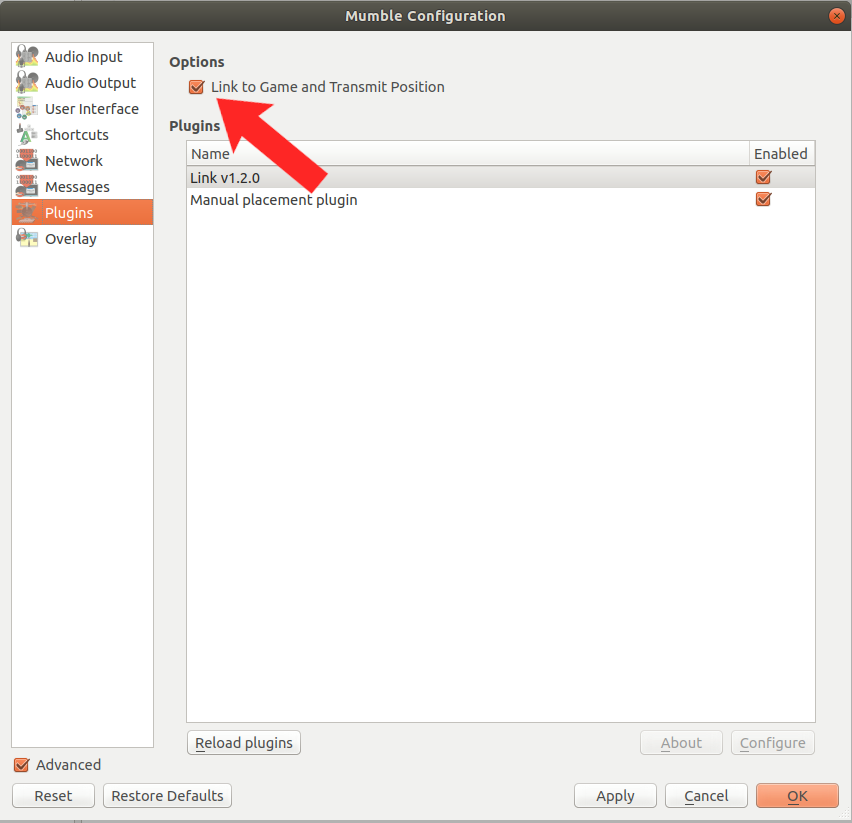 Mumble Configuration
Audio Input
Audio Output
User Interface
Shortcuts
Network
Messages
Plugins
Overlay
Options
Link to Game and Transmit Position
Plugins
Name Enabled
Link v1.2.0
Manual placement plugin
Reload plugins About Configure
Advanced
Reset Restore Defaults Apply Cancel OK